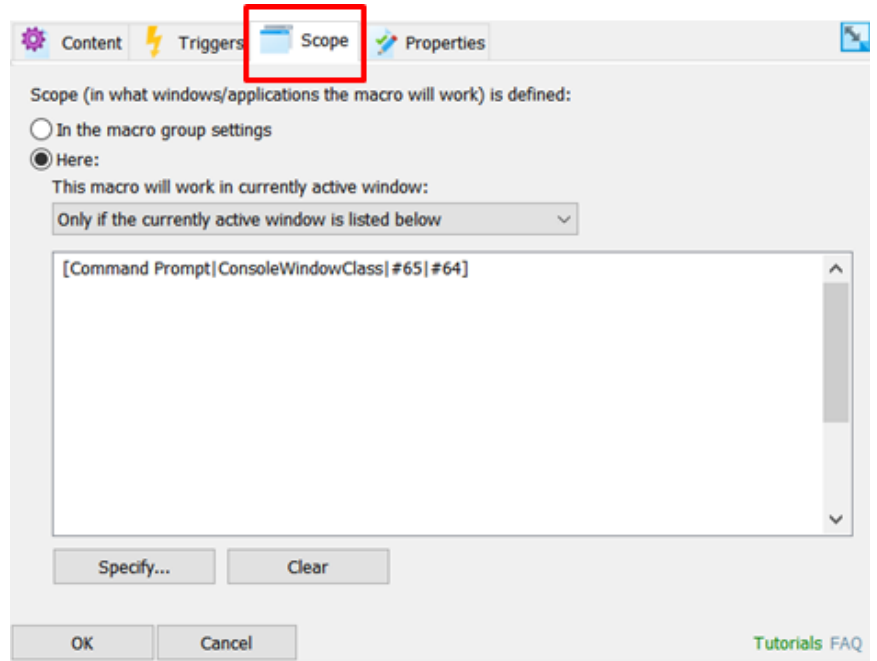 Content Triggers Scope Properties
Scope (in what windows/applications the macro will work) is defined:
In the macro group settings
Here:
This macro will work in currently active window:
Only if the currently active window is listed below
[Command Prompt|ConsoleWindowClass|#65|#64]
Specify... Clear
OK Cancel Tutorials FAQ